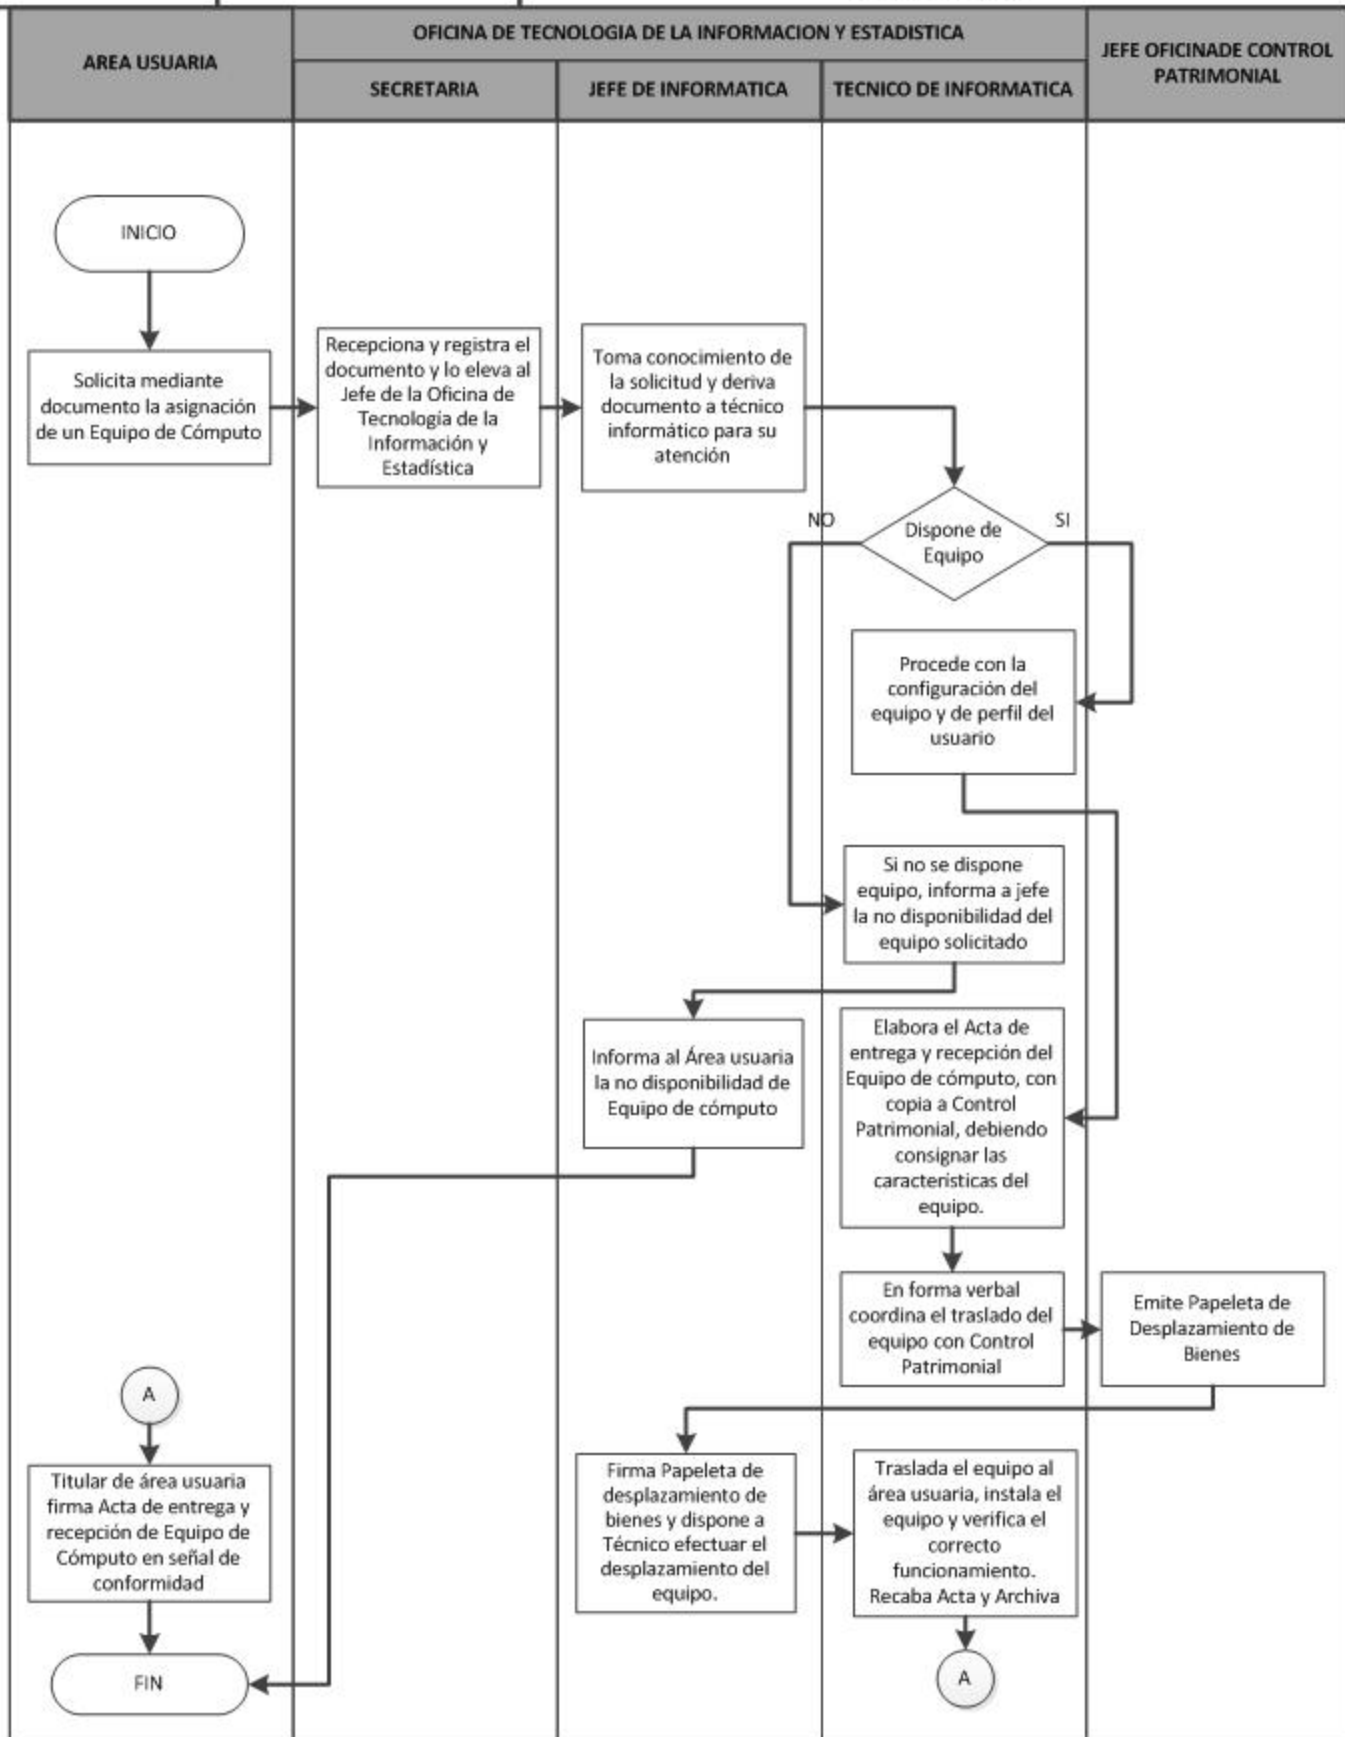 AREA USUARIA
OFICINA DE TECNOLOGIA DE LA INFORMACION Y ESTADISTICA
SECRETARIA
JEFE DE INFORMATICA
TECNICO DE INFORMATICA
JEFE OFICINADE CONTROL
PATRIMONIAL
INICIO
Solicita mediante
documento la asignación
de un Equipo de Cómputo
Recepciona y registra el
documento y lo eleva al
Jefe de la Oficina de
Tecnología de la
Información y
Estadística
Toma conocimiento de
la solicitud y deriva
documento a técnico
informático para su
atención
NO
Dispone de
Equipo
SI
Procede con la
configuración del
equipo y de perfil del
usuario
Si no se dispone
equipo, informa a jefe
la no disponibilidad del
equipo solicitado
Informa al Área usuaria
la no disponibilidad de
Equipo de cómputo
Elabora el Acta de
entrega y recepción del
Equipo de cómputo, con
copia a Control
Patrimonial, debiendo
consignar las
características del
equipo.
En forma verbal
coordina el traslado del
equipo con Control
Patrimonial
Emite Papeleta de
Desplazamiento de
Bienes
Firma Papeleta de
desplazamiento de
bienes y dispone a
Técnico efectuar el
desplazamiento del
equipo.
Traslada el equipo al
área usuaria, instala el
equipo y verifica el
correcto
funcionamiento.
Recaba Acta y Archiva
A
A
Titular de área usuaria
firma Acta de entrega y
recepción de Equipo de
Cómputo en señal de
conformidad
FIN